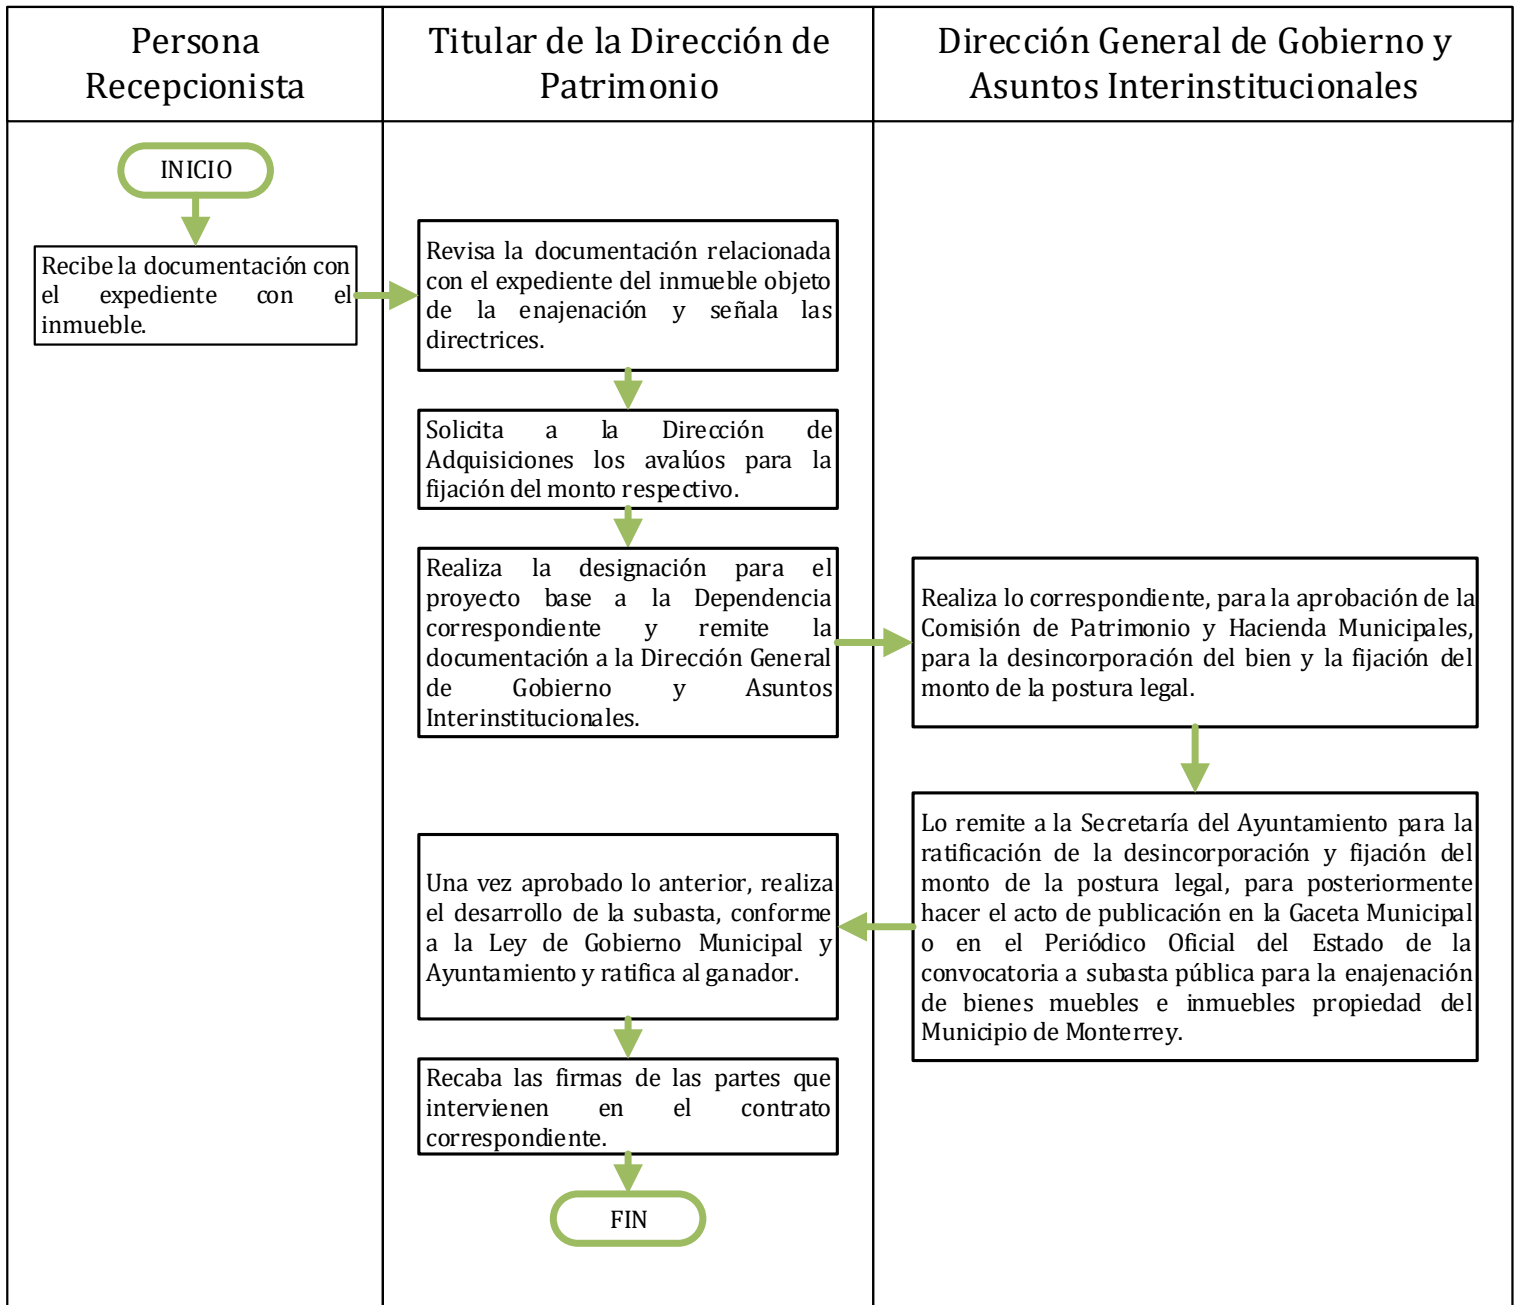 Persona
Recepcionista
Titular de la Dirección de
Patrimonio
Dirección General de Gobierno y
Asuntos Interinstitucionales
INICIO
Recibe la documentación con
el expediente con el
inmueble.
Revisa la documentación relacionada
con el expediente del inmueble objeto
de la enajenación y señala las
directrices.
Solicita a la Dirección de
Adquisiciones los avalúos para la
fijación del monto respectivo.
Realiza la designación para el
proyecto base a la Dependencia
correspondiente y remite la
documentación a la Dirección General
de Gobierno y Asuntos
Interinstitucionales.
Realiza lo correspondiente, para la aprobación de la
Comisión de Patrimonio y Hacienda Municipales,
para la desincorporación del bien y la fijación del
monto de la postura legal.
Lo remite a la Secretaría del Ayuntamiento para la
ratificación de la desincorporación y fijación del
monto de la postura legal, para posteriormente
hacer el acto de publicación en la Gaceta Municipal
o en el Periódico Oficial del Estado de la
convocatoria a subasta pública para la enajenación
de bienes muebles e inmuebles propiedad del
Municipio de Monterrey.
Una vez aprobado lo anterior, realiza
el desarrollo de la subasta, conforme
a la Ley de Gobierno Municipal y
Ayuntamiento y ratifica al ganador.
Recaba las firmas de las partes que
intervienen en el contrato
correspondiente.
FIN